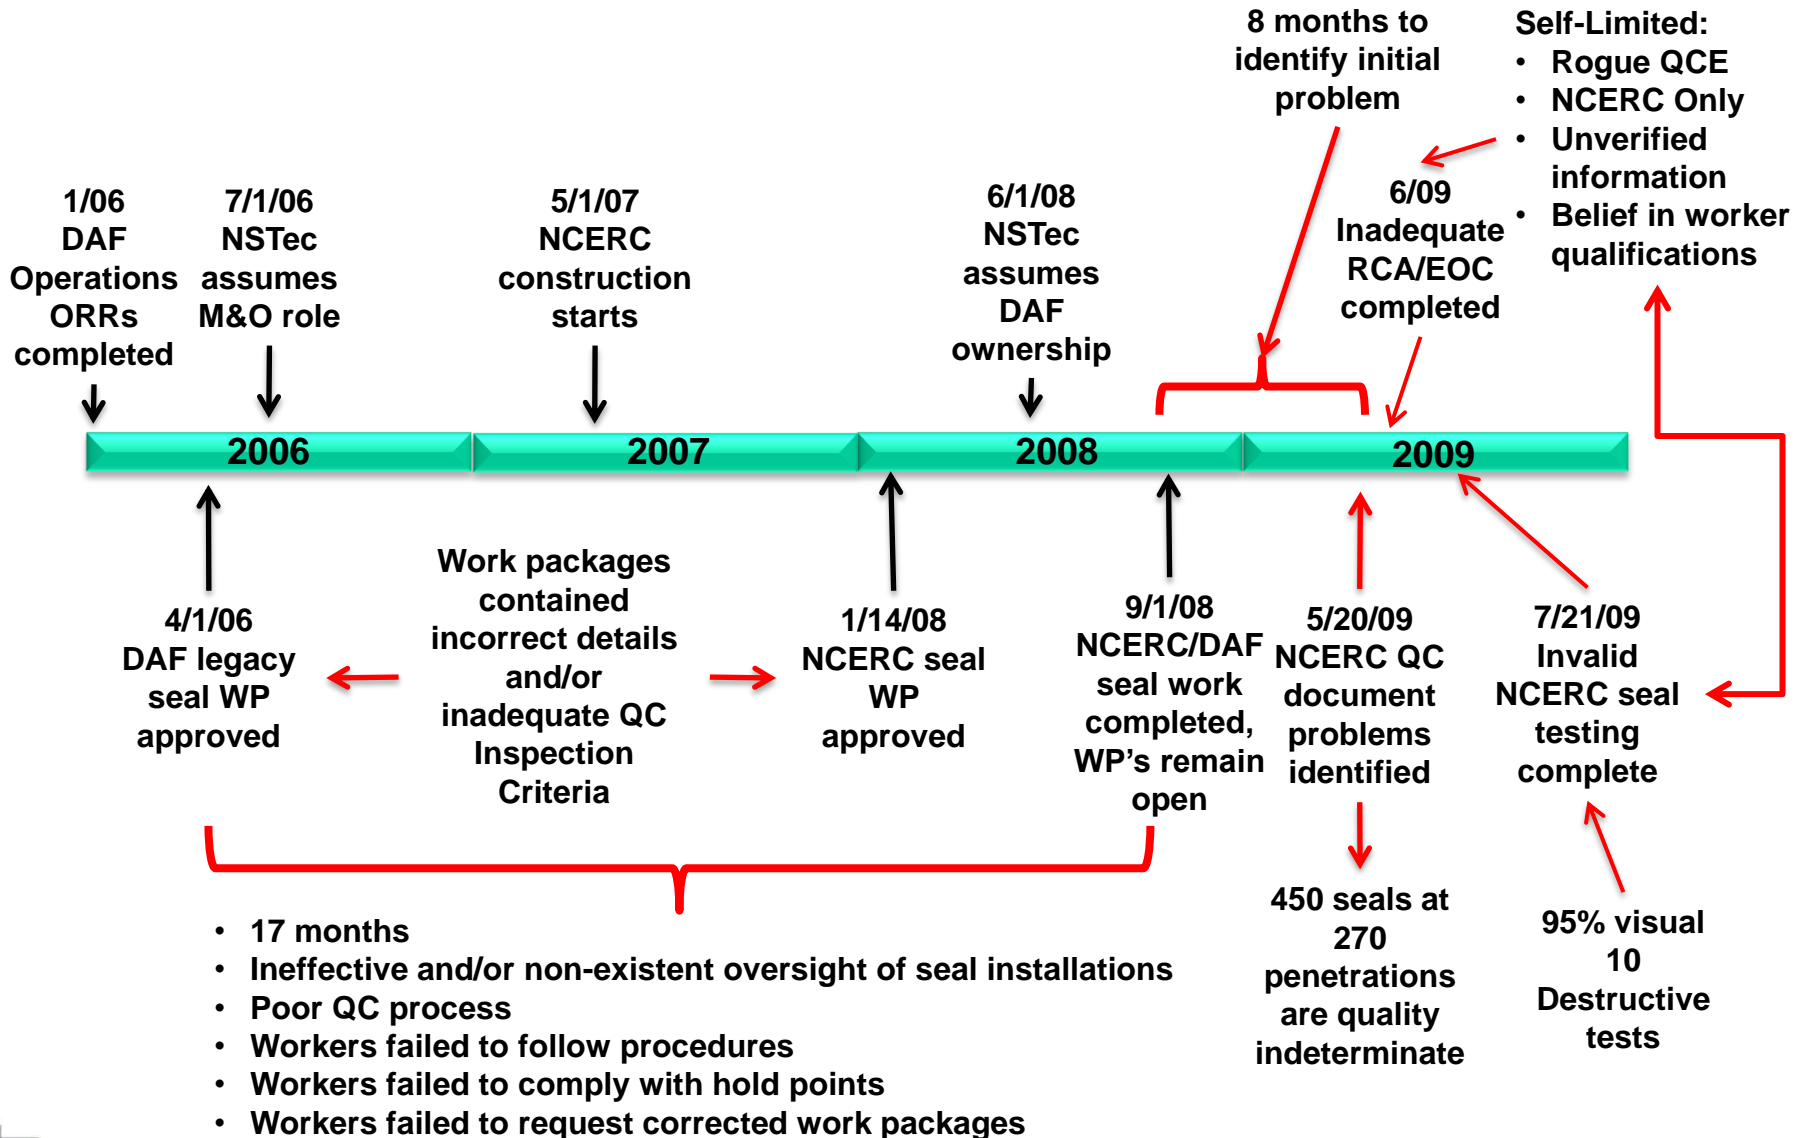 8 months to
identify initial
problem
Self-Limited:
• Rogue QCE
• NCERC Only
• Unverified
information
• Belief in worker
qualifications
1/06
DAF
Operations
ORRs
completed
7/1/06
NSTec
assumes
M&O role
5/1/07
NCERC
construction
starts
6/1/08
NSTec
assumes
DAF
ownership
6/09
Inadequate
RCA/EOC
completed
2006
2007
2008
2009
4/1/06
DAF legacy
seal WP
approved
Work packages
contained
incorrect details
and/or
inadequate QC
Inspection
Criteria
1/14/08
NCERC seal
WP
approved
9/1/08
NCERC/DAF
seal work
completed,
WP’s remain
open
5/20/09
NCERC QC
document
problems
identified
7/21/09
Invalid
NCERC seal
testing
complete
• 17 months
• Ineffective and/or non-existent oversight of seal installations
• Poor QC process
• Workers failed to follow procedures
• Workers failed to comply with hold points
• Workers failed to request corrected work packages
450 seals at
270
penetrations
are quality
indeterminate
95% visual
10
Destructive
tests